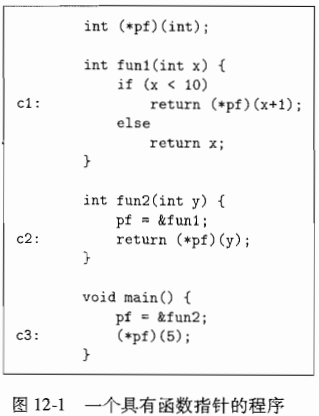 int (*pf)(int);
int fun1(int x) {
if (x < 10)
c1: return (*pf)(x+1);
else
return x;
}
int fun2(int y) {
pf = &fun1;
c2: return (*pf)(y);
}
void main() {
pf = &fun2;
c3: (*pf)(5);
}
图 12-1 一个具有函数指针的程序